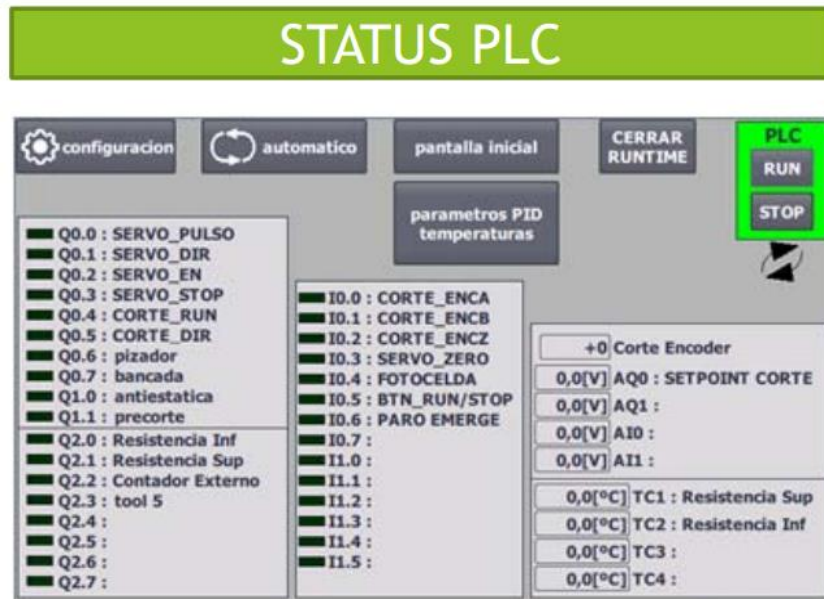 STATUS PLC
configuracion
automatico
pantalla inicial
CERRAR
RUNTIME
PLC
RUN
STOP
parametros PID
temperaturas
Q0.0 : SERVO_PULSO
Q0.1 : SERVO_DIR
Q0.2 : SERVO_EN
Q0.3 : SERVO_STOP
Q0.4 : CORTE_RUN
Q0.5 : CORTE_DIR
Q0.6 : pizador
Q0.7 : bancada
Q1.0 : antiestatica
Q1.1 : precorte
Q2.0 : Resistencia Inf
Q2.1 : Resistencia Sup
Q2.2 : Contador Externo
Q2.3 : tool 5
Q2.4 :
Q2.5 :
Q2.6 :
Q2.7 :
I0.0 : CORTE_ENCA
I0.1 : CORTE_ENCB
I0.2 : CORTE_ENCZ
I0.3 : SERVO_ZERO
I0.4 : FOTOCELDA
I0.5 : BTN_RUN/STOP
I0.6 : PARO EMERGE
I0.7 :
I1.0 :
I1.1 :
I1.2 :
I1.3 :
I1.4 :
I1.5 :
+0 Corte Encoder
0,0[V] AQ0 : SETPOINT CORTE
0,0[V] AQ1 :
0,0[V] AI0 :
0,0[V] AI1 :
0,0[ºC] TC1 : Resistencia Sup
0,0[ºC] TC2 : Resistencia Inf
0,0[ºC] TC3 :
0,0[ºC] TC4 :